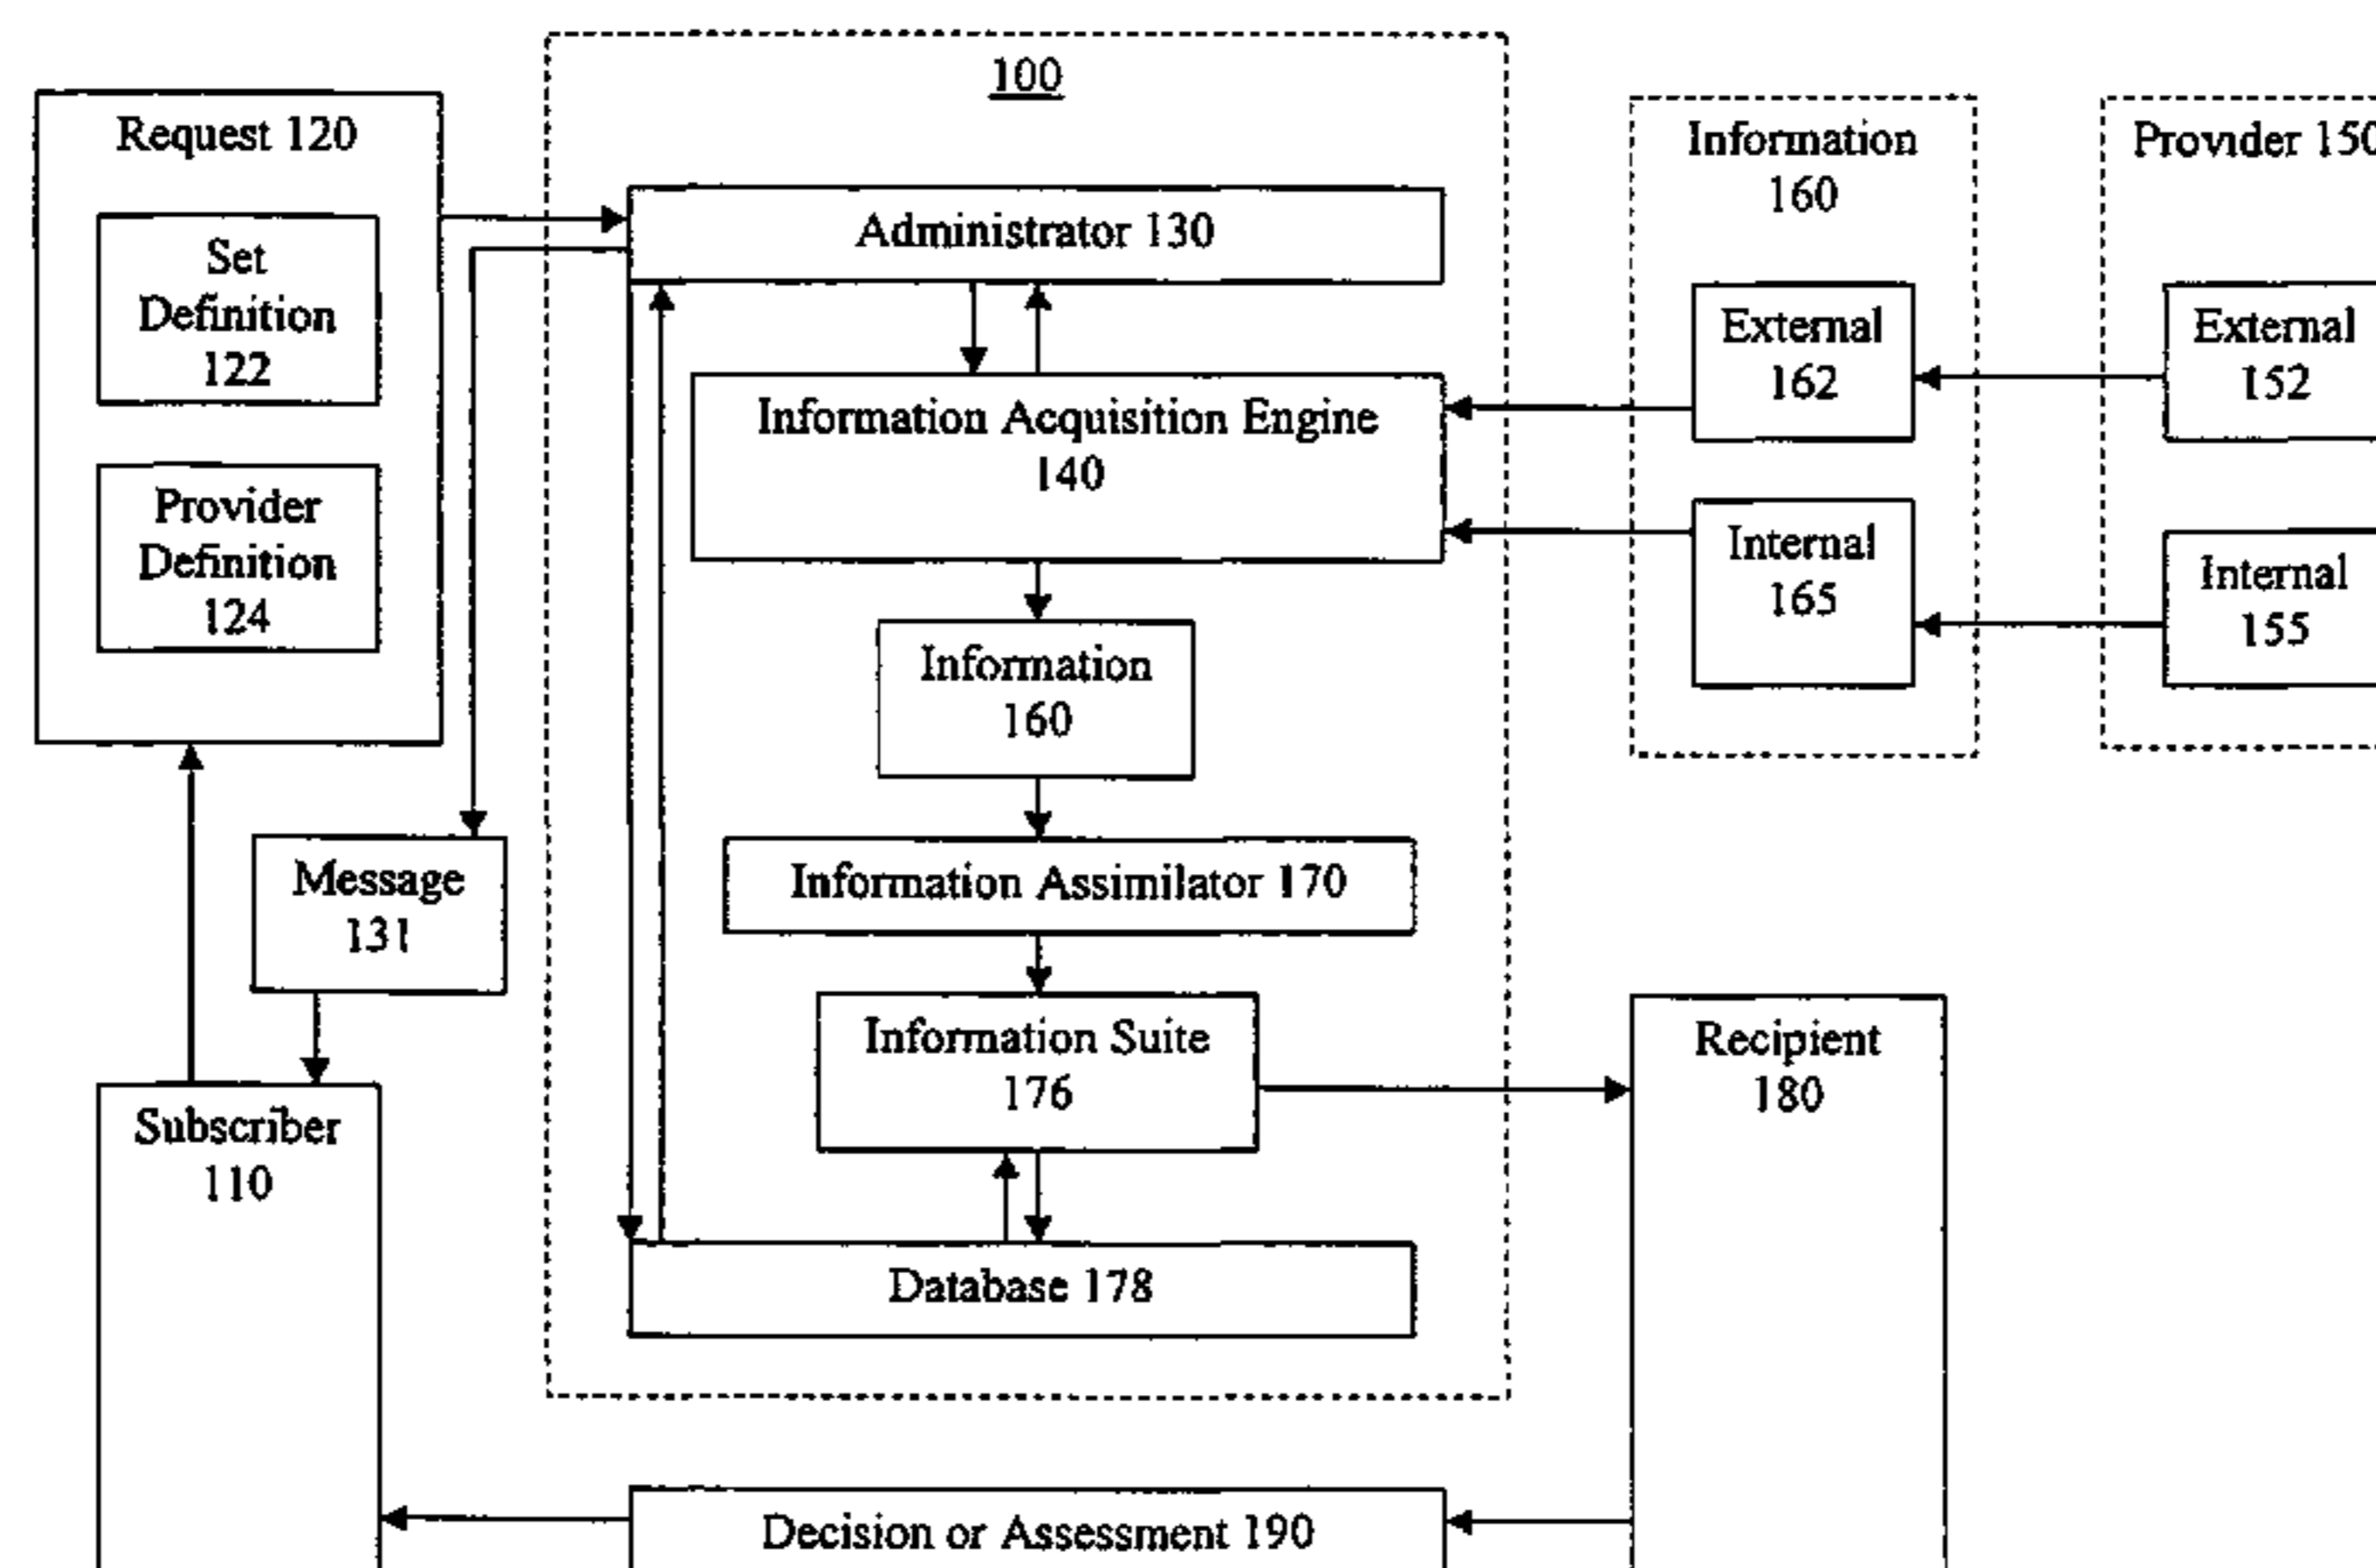 100
Request 120
Set
Definition
122
Provider
Definition
124
Administrator 130
Information Acquisition Engine
140
Information
160
External
162
Internal
165
Provider 150
External
152
Internal
155
Information
160
Information Assimilator 170
Message
131
Information Suite
176
Subscriber
110
Recipient
180
Database 178
Decision or Assessment 190